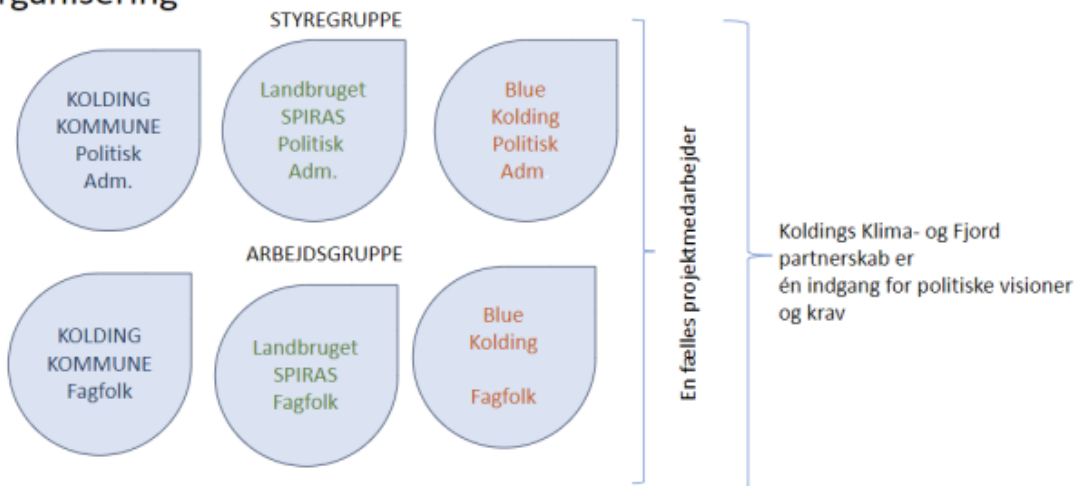 STYREGRUPPE
KOLDING
KOMMUNE
Politisk
Adm.
Landbruget
SPIRAS
Politisk
Adm.
Blue
Kolding
Politisk
Adm
ARBEJDSGRUPPE
KOLDING
KOMMUNE
Fagfolk
Landbruget
SPIRAS
Fagfolk
Blue
Kolding
Fagfolk
En fælles projektmedarbejder
Koldings Klima- og Fjord
partnerskab er
én indgang for politiske visioner
og krav